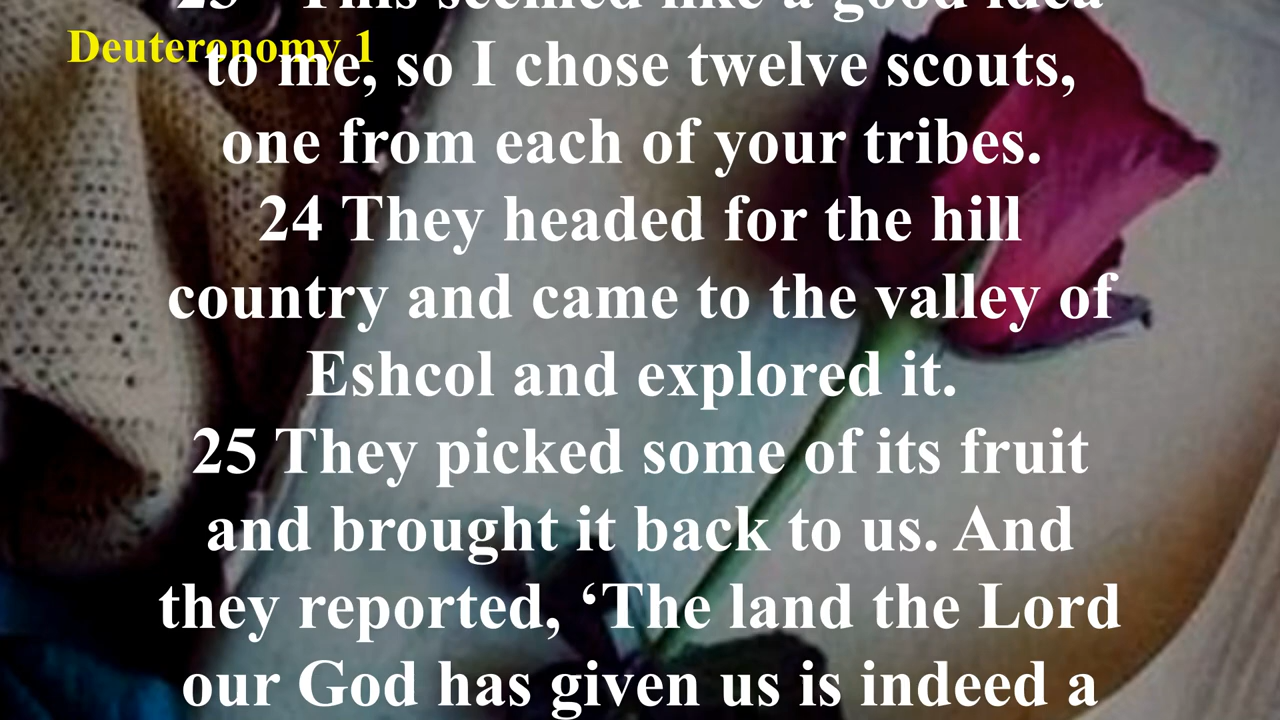 23 “This seemed like a good idea
Deuteronomy 1
to me, so I chose twelve scouts,
one from each of your tribes.
24 They headed for the hill
country and came to the valley of
Eshcol and explored it.
25 They picked some of its fruit
and brought it back to us. And
they reported, ‘The land the Lord
our God has given us is indeed a